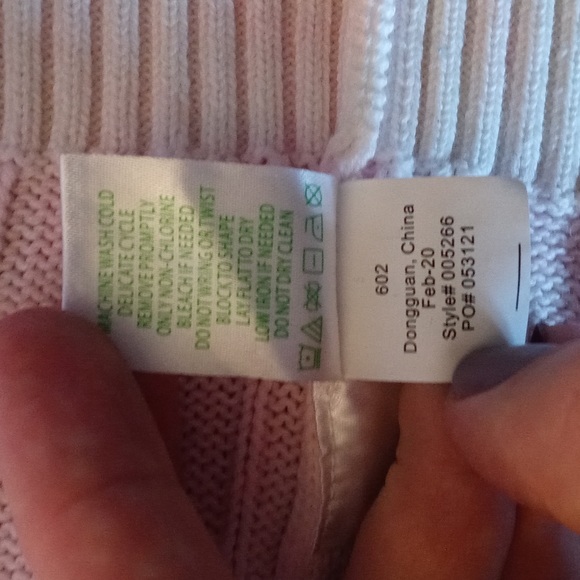 MACHINE WASH COLD
DELICATE CYCLE
REMOVE PROMPTLY
ONLY NON-CHLORINE
BLEACH IF NEEDED
DO NOT WRING OR TWIST
BLOCK TO SHAPE
LAY FLAT TO DRY
LOW IRON IF NEEDED
DO NOT DRY CLEAN
602
Dongguan, China
Feb-20
Style# 005266
PO# 053121